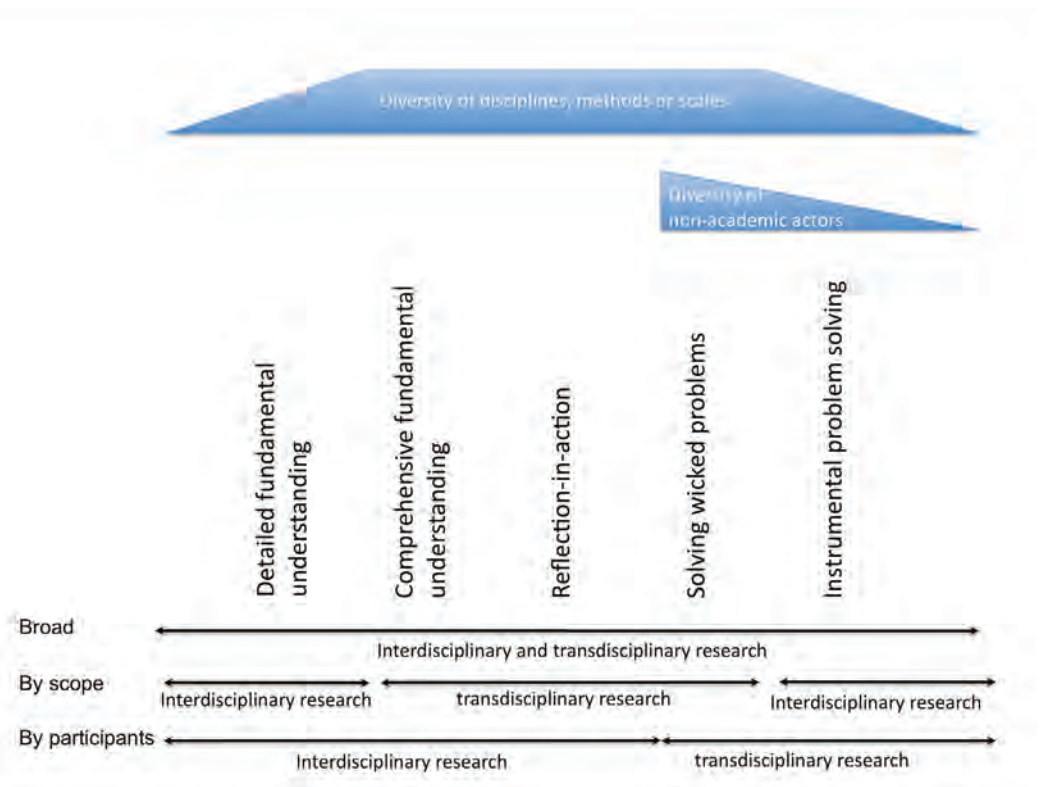 Diversity of disciplines, methods or scales
Diversity of
non-academic actors
Detailed fundamental
understanding
Comprehensive fundamental
understanding
Reflection-in-action
Solving wicked problems
Instrumental problem solving
Broad
Interdisciplinary and transdisciplinary research
By scope
Interdisciplinary research
transdisciplinary research
Interdisciplinary research
By participants
Interdisciplinary research
transdisciplinary research